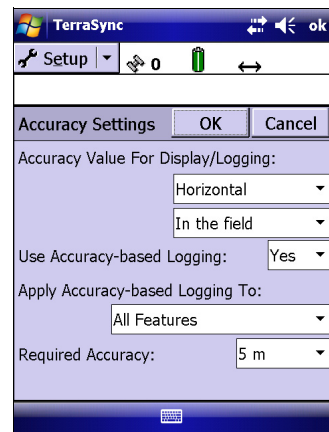 TerraSync ok
Setup 0
Accuracy Settings OK Cancel
Accuracy Value For Display/Logging:
Horizontal
In the field
Use Accuracy-based Logging: Yes
Apply Accuracy-based Logging To:
All Features
Required Accuracy: 5 m